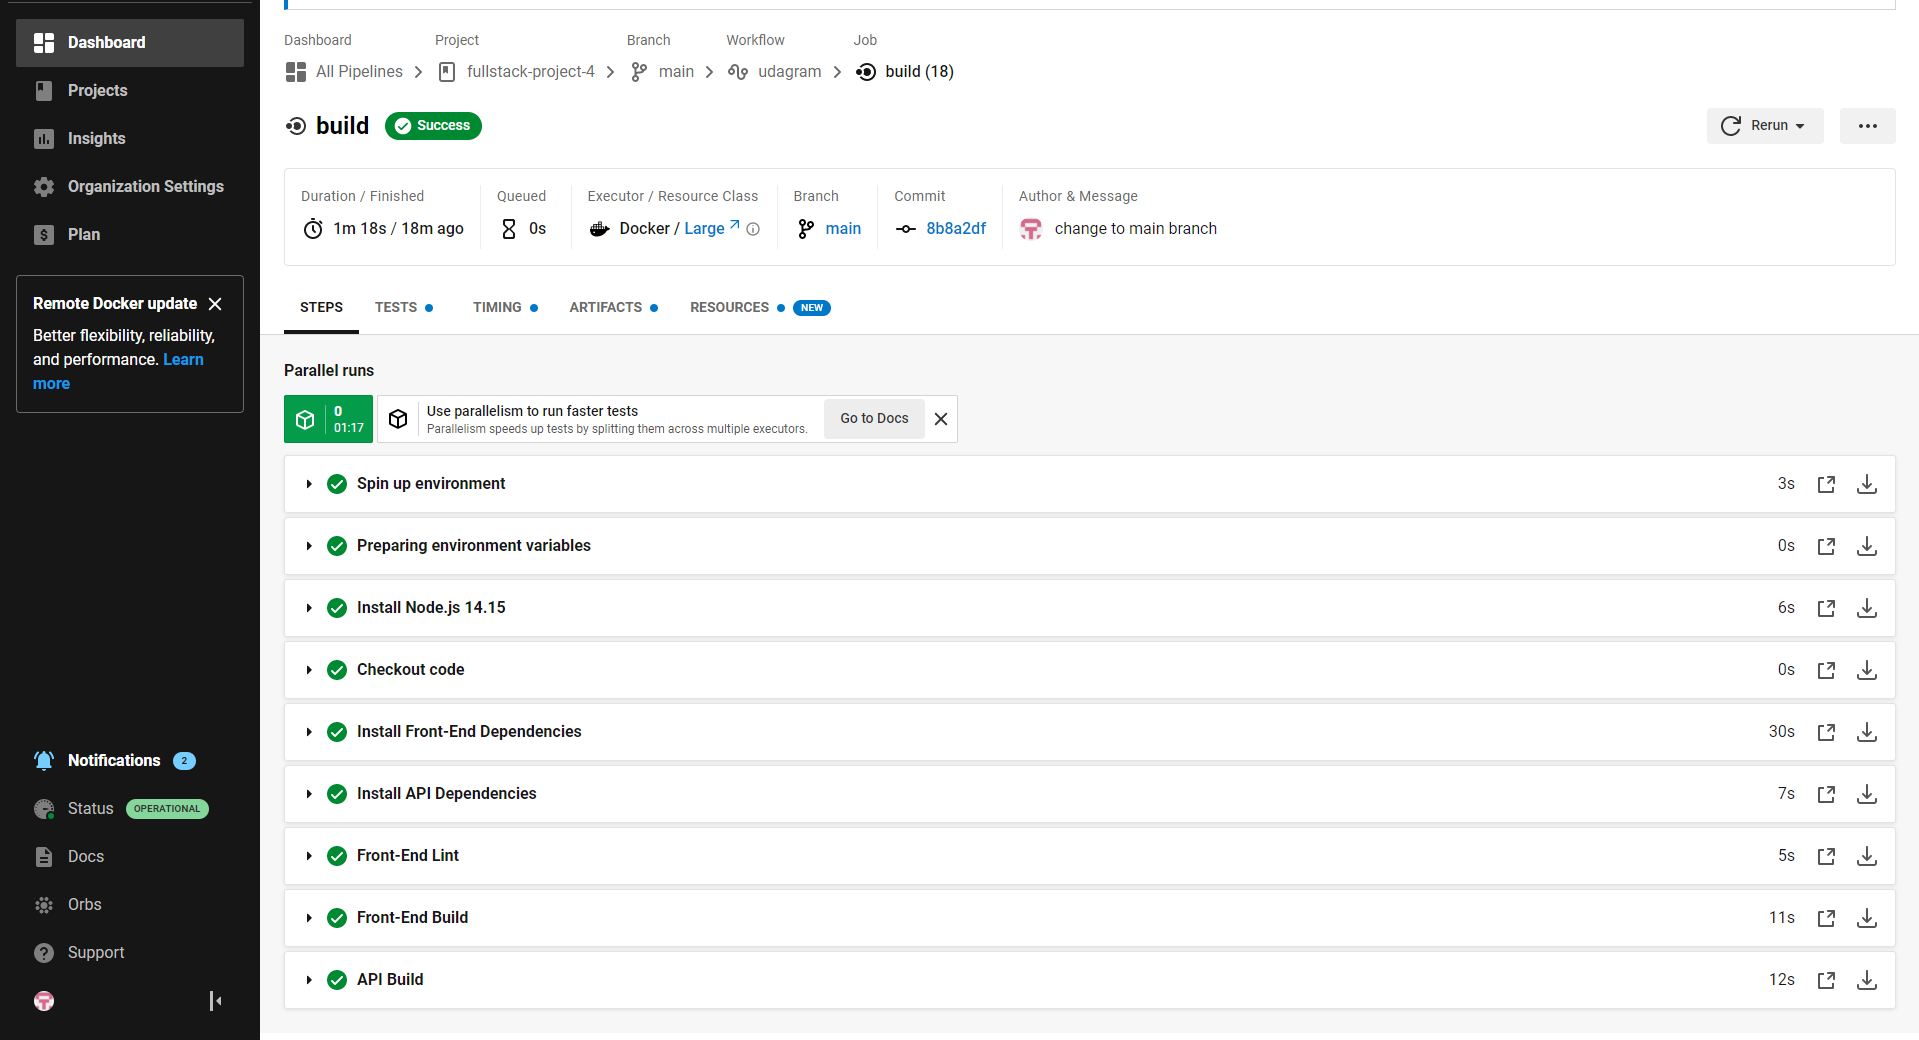 Dashboard
Projects
Insights
Organization Settings
Plan
Remote Docker update
Better flexibility, reliability,
and performance. Learn
more
Notifications 2
Status OPERATIONAL
Docs
Orbs
Support
Dashboard Project Branch Workflow Job
All Pipelines fullstack-project-4 main udagram build (18)
build Success
Rerun
Duration / Finished Queued Executor / Resource Class Branch Commit Author & Message
1m 18s / 18m ago 0s Docker / Large main 8b8a2df change to main branch
STEPS TESTS TIMING ARTIFACTS RESOURCES NEW
Parallel runs
0
01:17
Use parallelism to run faster tests
Parallelism speeds up tests by splitting them across multiple executors.
Go to Docs
Spin up environment 3s
Preparing environment variables 0s
Install Node.js 14.15 6s
Checkout code 0s
Install Front-End Dependencies 30s
Install API Dependencies 7s
Front-End Lint 5s
Front-End Build 11s
API Build 12s